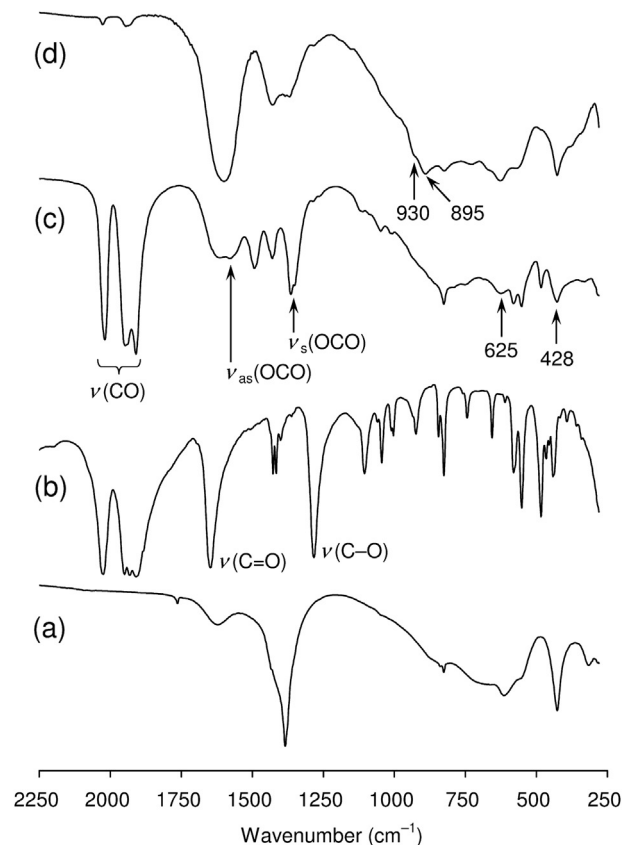 (d)
930
895
(c)
ν(CO)
νas(OCO)
νs(OCO)
625
428
(b)
ν(C=O)
ν(C–O)
(a)
2250 2000 1750 1500 1250 1000 750 500 250
Wavenumber (cm⁻¹)